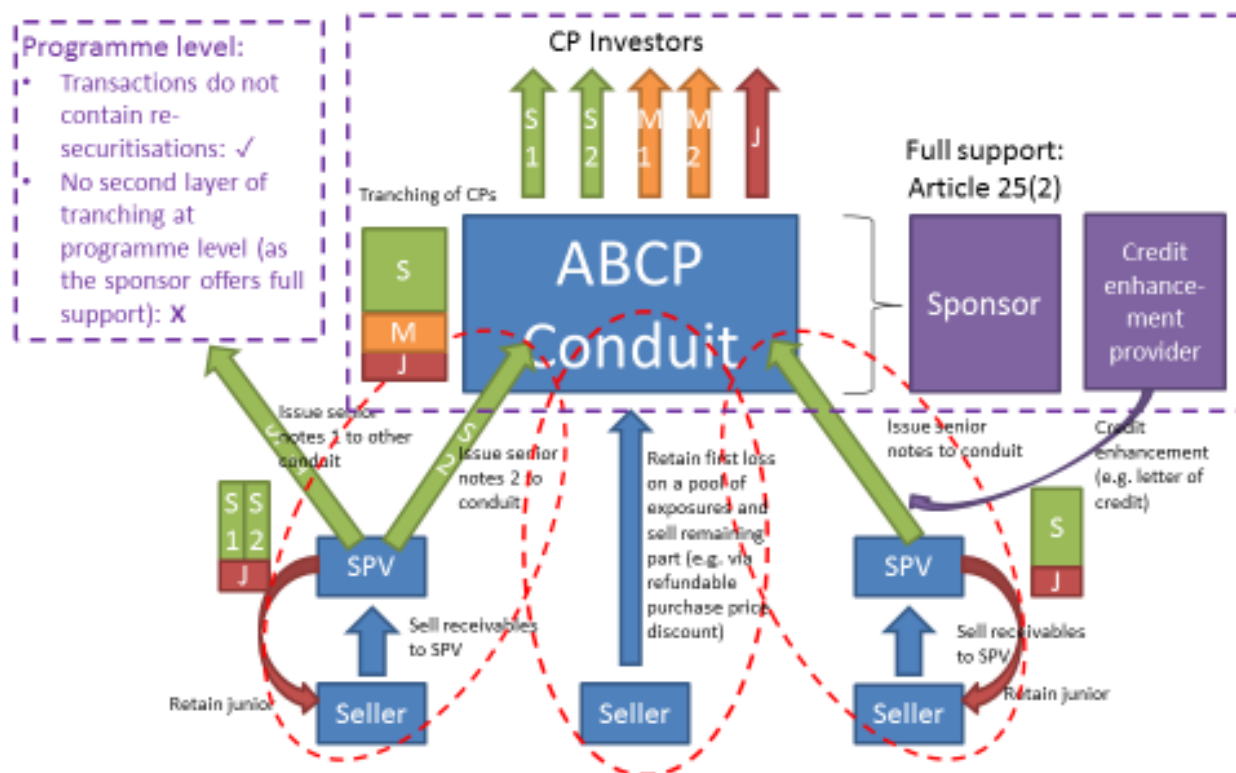 Programme level:
• Transactions do not
contain re-
securitisations: ✓
• No second layer of
tranching at
programme level (as
the sponsor offers full
support): X
CP Investors
S
1
S
2
M
1
M
2
J
Tranching of CPs
S
M
J
ABCP
Conduit
Full support:
Article 25(2)
Sponsor
Credit
enhance-
ment
provider
Issue senior
notes 1 to other
conduit
S 2
Issue senior
notes 2 to
conduit
Retain first loss
on a pool of
exposures and
sell remaining
part (e.g. via
refundable
purchase price
discount)
Issue senior
notes to conduit
Credit
enhancement
(e.g. letter of
credit)
S S
1 2
J
SPV
Sell receivables
to SPV
Retain junior
Seller
Seller
SPV
S
J
Sell receivables
to SPV
Retain junior
Seller